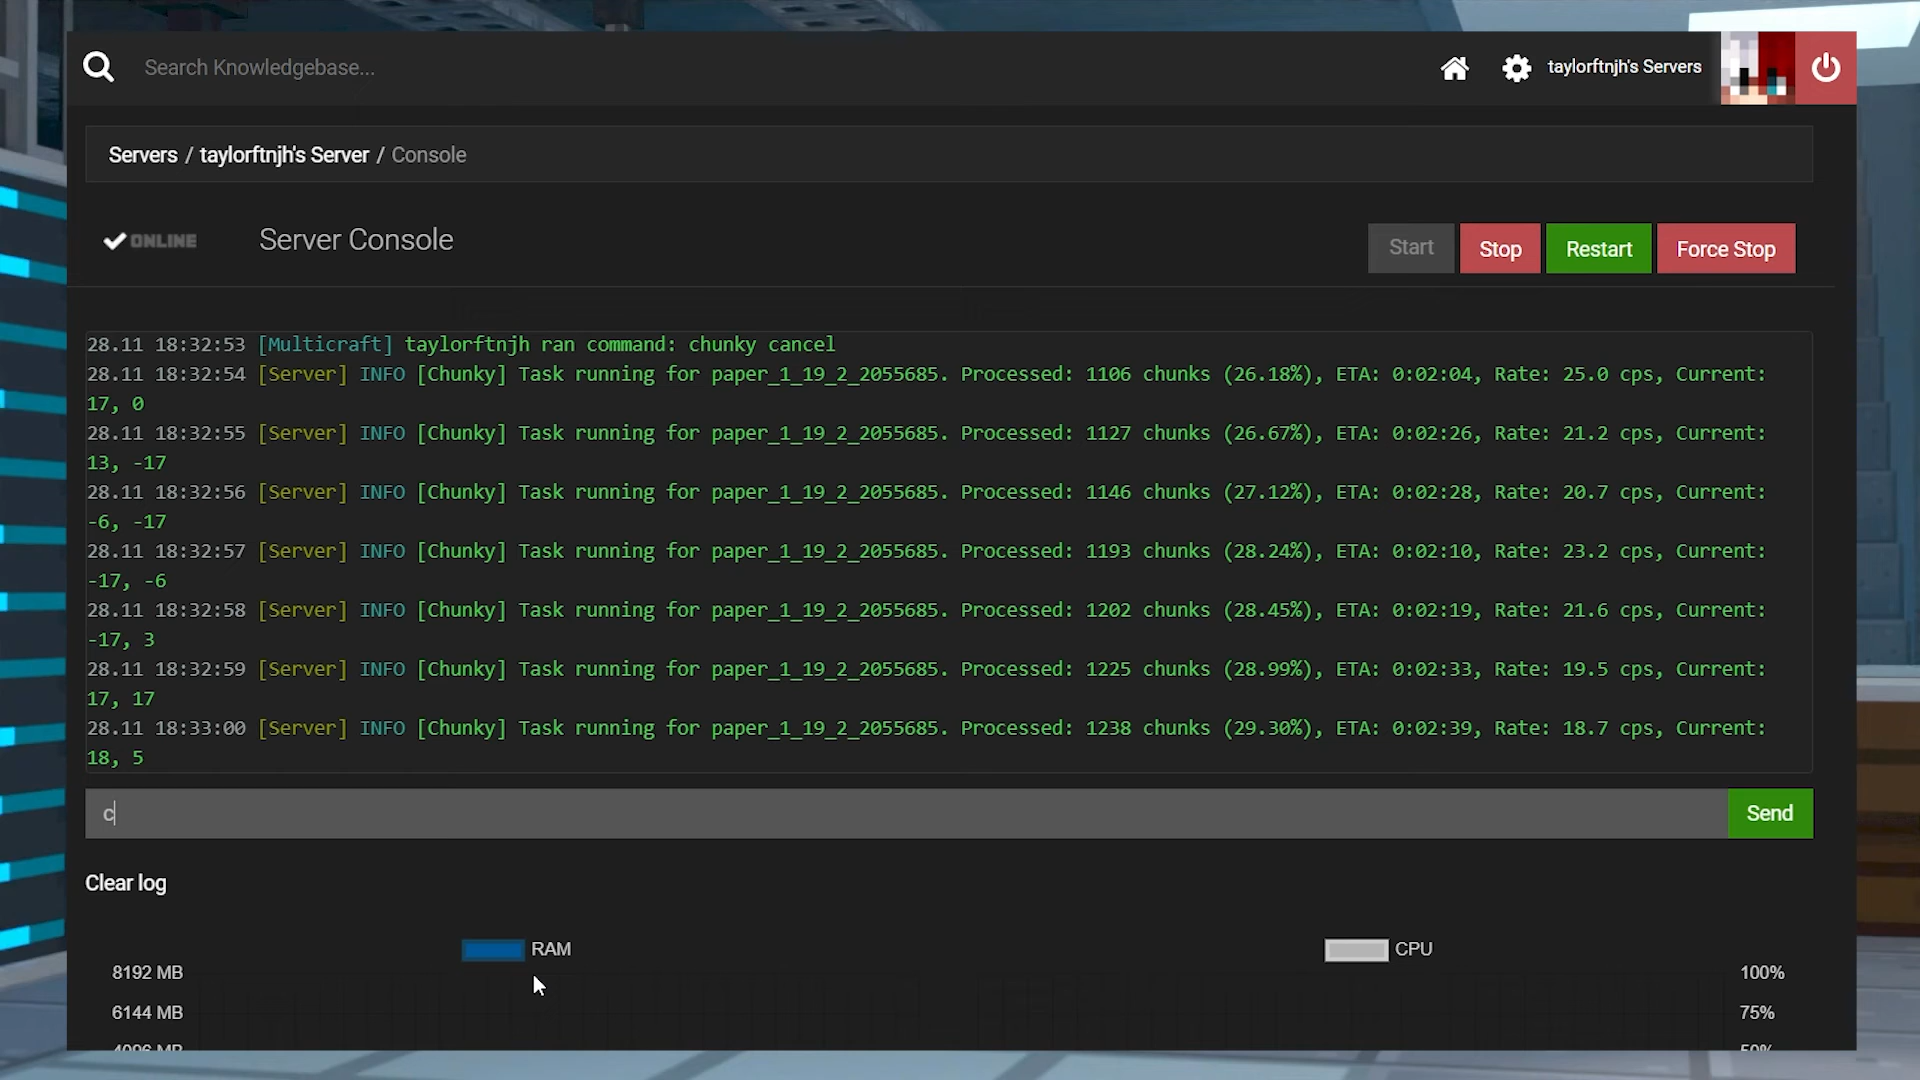 Search Knowledgebase...
taylorftnjh's Servers
Servers / taylorftnjh's Server / Console
ONLINE
Server Console
Start
Stop
Restart
Force Stop
28.11 18:32:53 [Multicraft] taylorftnjh ran command: chunky cancel
28.11 18:32:54 [Server] INFO [Chunky] Task running for paper_1_19_2_2055685. Processed: 1106 chunks (26.18%), ETA: 0:02:04, Rate: 25.0 cps, Current:
17, 0
28.11 18:32:55 [Server] INFO [Chunky] Task running for paper_1_19_2_2055685. Processed: 1127 chunks (26.67%), ETA: 0:02:26, Rate: 21.2 cps, Current:
13, -17
28.11 18:32:56 [Server] INFO [Chunky] Task running for paper_1_19_2_2055685. Processed: 1146 chunks (27.12%), ETA: 0:02:28, Rate: 20.7 cps, Current:
-6, -17
28.11 18:32:57 [Server] INFO [Chunky] Task running for paper_1_19_2_2055685. Processed: 1193 chunks (28.24%), ETA: 0:02:10, Rate: 23.2 cps, Current:
-17, -6
28.11 18:32:58 [Server] INFO [Chunky] Task running for paper_1_19_2_2055685. Processed: 1202 chunks (28.45%), ETA: 0:02:19, Rate: 21.6 cps, Current:
-17, 3
28.11 18:32:59 [Server] INFO [Chunky] Task running for paper_1_19_2_2055685. Processed: 1225 chunks (28.99%), ETA: 0:02:33, Rate: 19.5 cps, Current:
17, 17
28.11 18:33:00 [Server] INFO [Chunky] Task running for paper_1_19_2_2055685. Processed: 1238 chunks (29.30%), ETA: 0:02:39, Rate: 18.7 cps, Current:
18, 5
c
Send
Clear log
RAM
CPU
8192 MB
100%
6144 MB
75%
4096 MB
50%